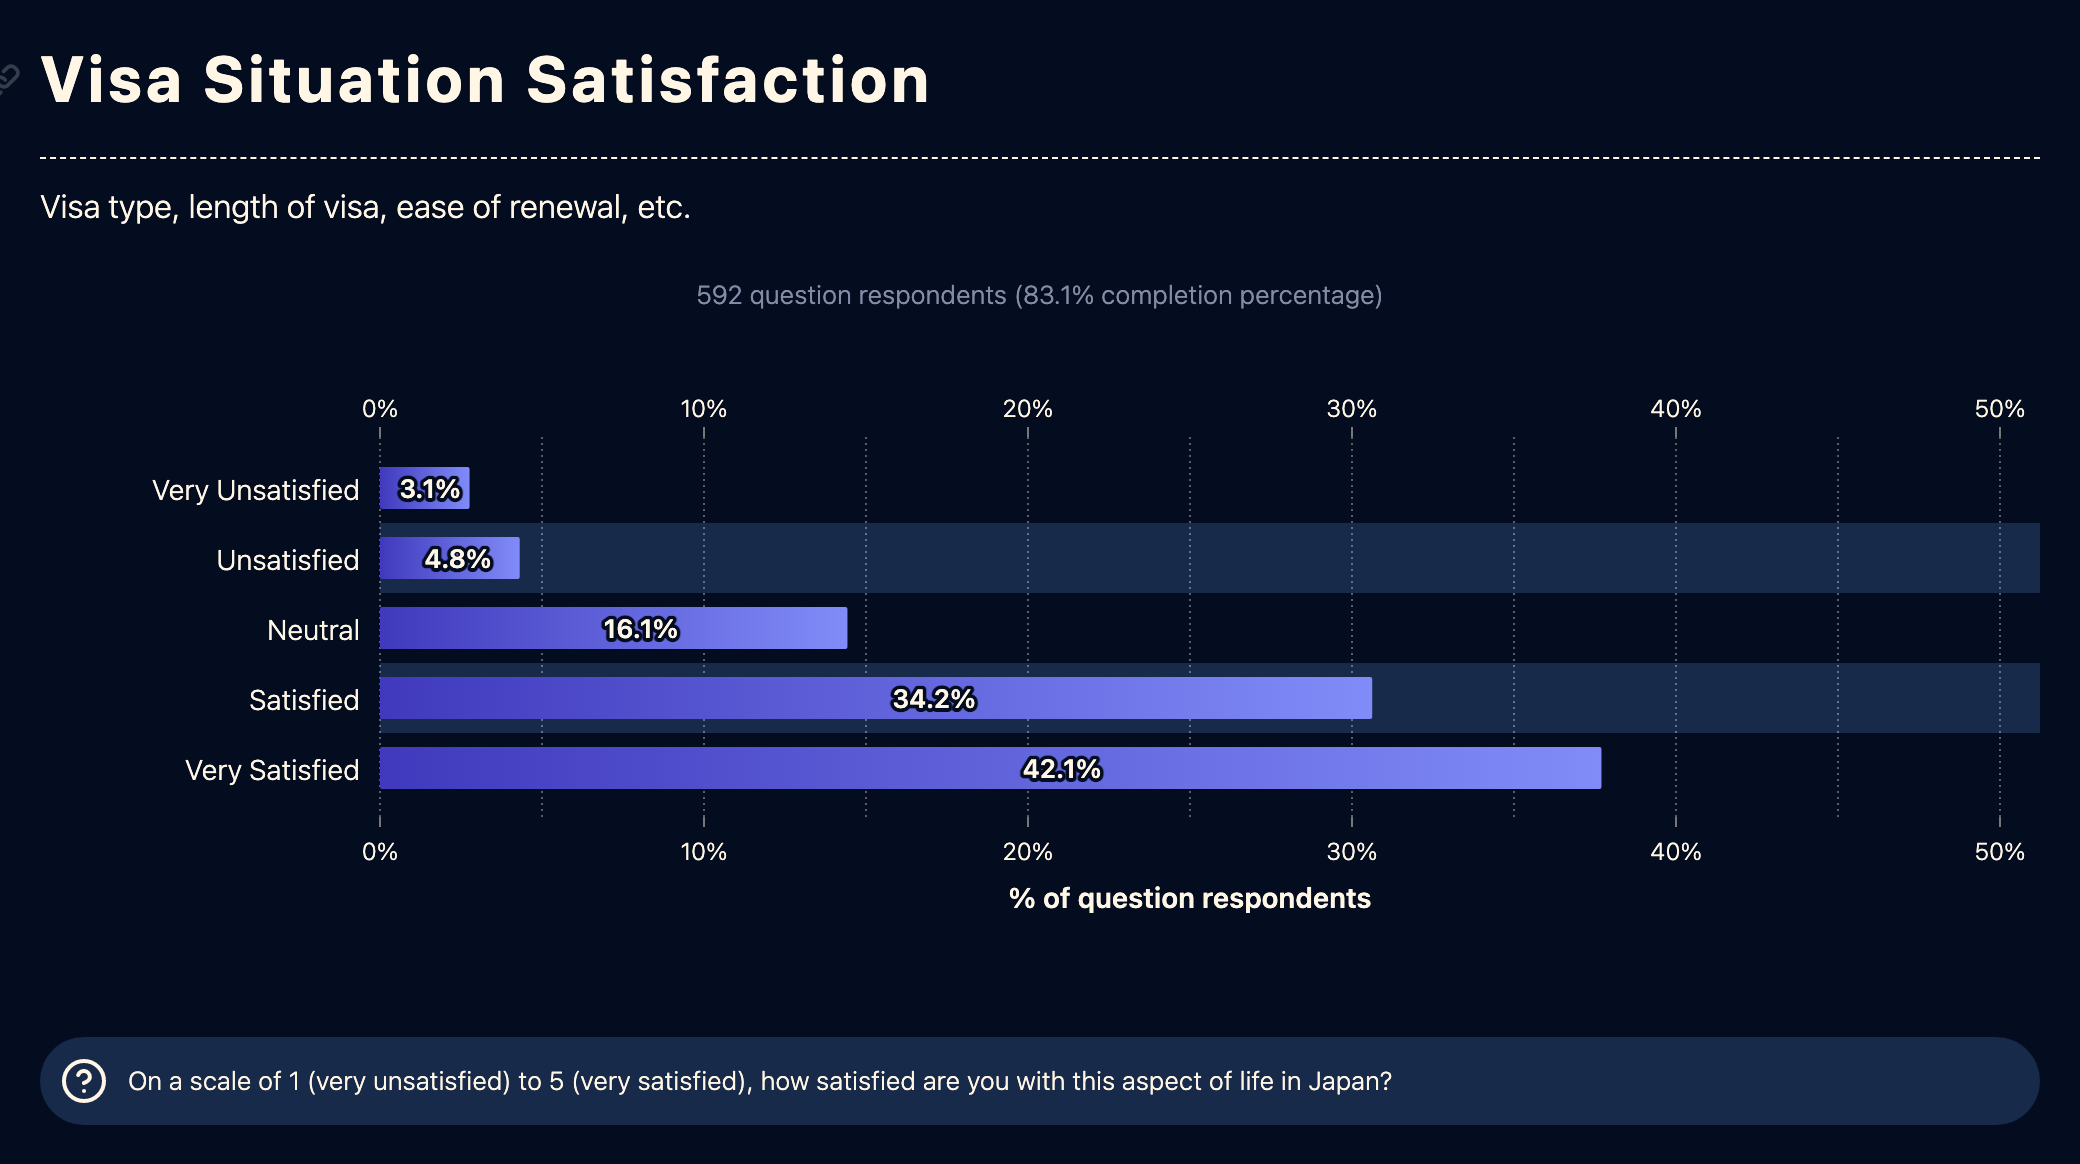 Visa Situation Satisfaction
Visa type, length of visa, ease of renewal, etc.
592 question respondents (83.1% completion percentage)
0% 10% 20% 30% 40% 50%
Very Unsatisfied 3.1%
Unsatisfied 4.8%
Neutral 16.1%
Satisfied 34.2%
Very Satisfied 42.1%
0% 10% 20% 30% 40% 50%
% of question respondents
On a scale of 1 (very unsatisfied) to 5 (very satisfied), how satisfied are you with this aspect of life in Japan?